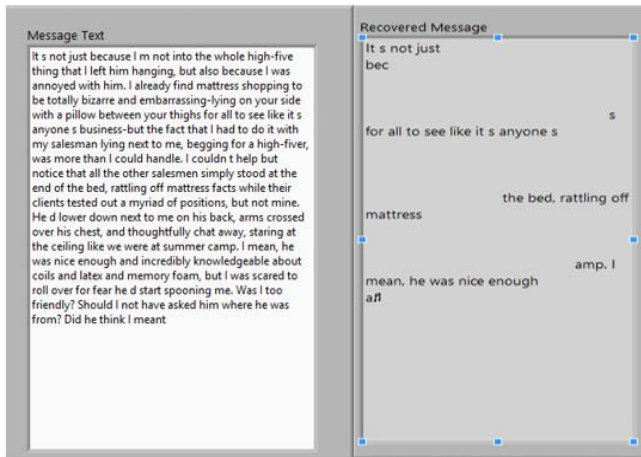 Message Text
It s not just because I m not into the whole high-five
thing that I left him hanging, but also because I was
annoyed with him. I already find mattress shopping to
be totally bizarre and embarrassing-lying on your side
with a pillow between your thighs for all to see like it s
anyone s business-but the fact that I had to do it with
my salesman lying next to me, begging for a high-fiver,
was more than I could handle. I couldn t help but
notice that all the other salesmen simply stood at the
end of the bed, rattling off mattress facts while their
clients tested out a myriad of positions, but not mine.
He d lower down next to me on his back, arms crossed
over his chest, and thoughtfully chat away, staring at
the ceiling like we were at summer camp. I mean, he
was nice enough and incredibly knowledgeable about
coils and latex and memory foam, but I was scared to
roll over for fear he d start spooning me. Was I too
friendly? Should I not have asked him where he was
from? Did he think I meant
Recovered Message
It s not just
bec
s
for all to see like it s anyone s
the bed, rattling off
mattress
amp. I
mean, he was nice enough
a